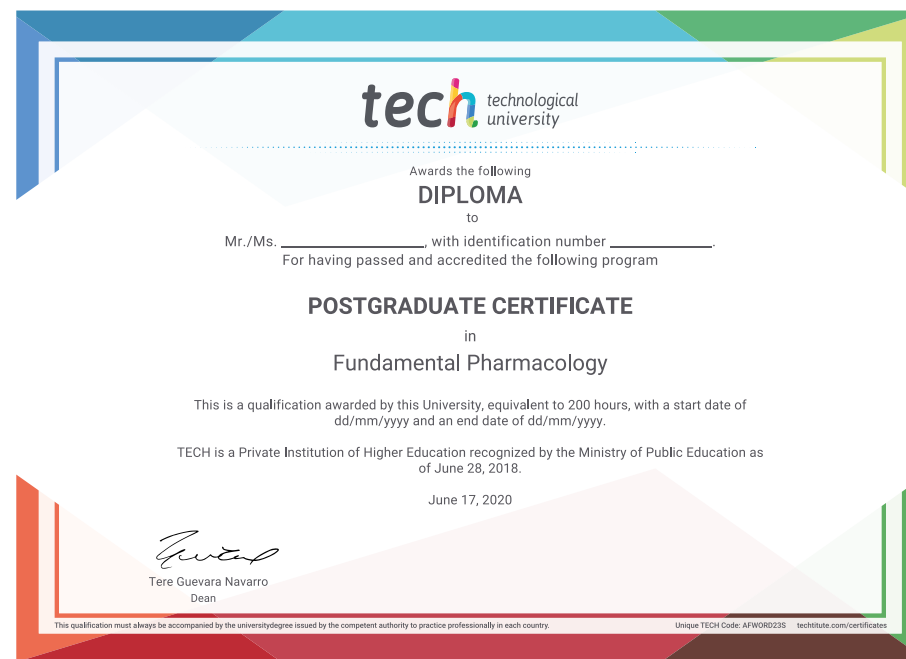 tech technological
university
Awards the following
DIPLOMA
to
Mr./Ms. ____________, with identification number _________.
For having passed and accredited the following program
POSTGRADUATE CERTIFICATE
in
Fundamental Pharmacology
This is a qualification awarded by this University, equivalent to 200 hours, with a start date of
dd/mm/yyyy and an end date of dd/mm/yyyy.
TECH is a Private Institution of Higher Education recognized by the Ministry of Public Education as
of June 28, 2018.
June 17, 2020
Tere Guevara Navarro
Dean
This qualification must always be accompanied by the universitydegree issued by the competent authority to practice professionally in each country.
Unique TECH Code: AFWORD23S techtitute.com/certificates